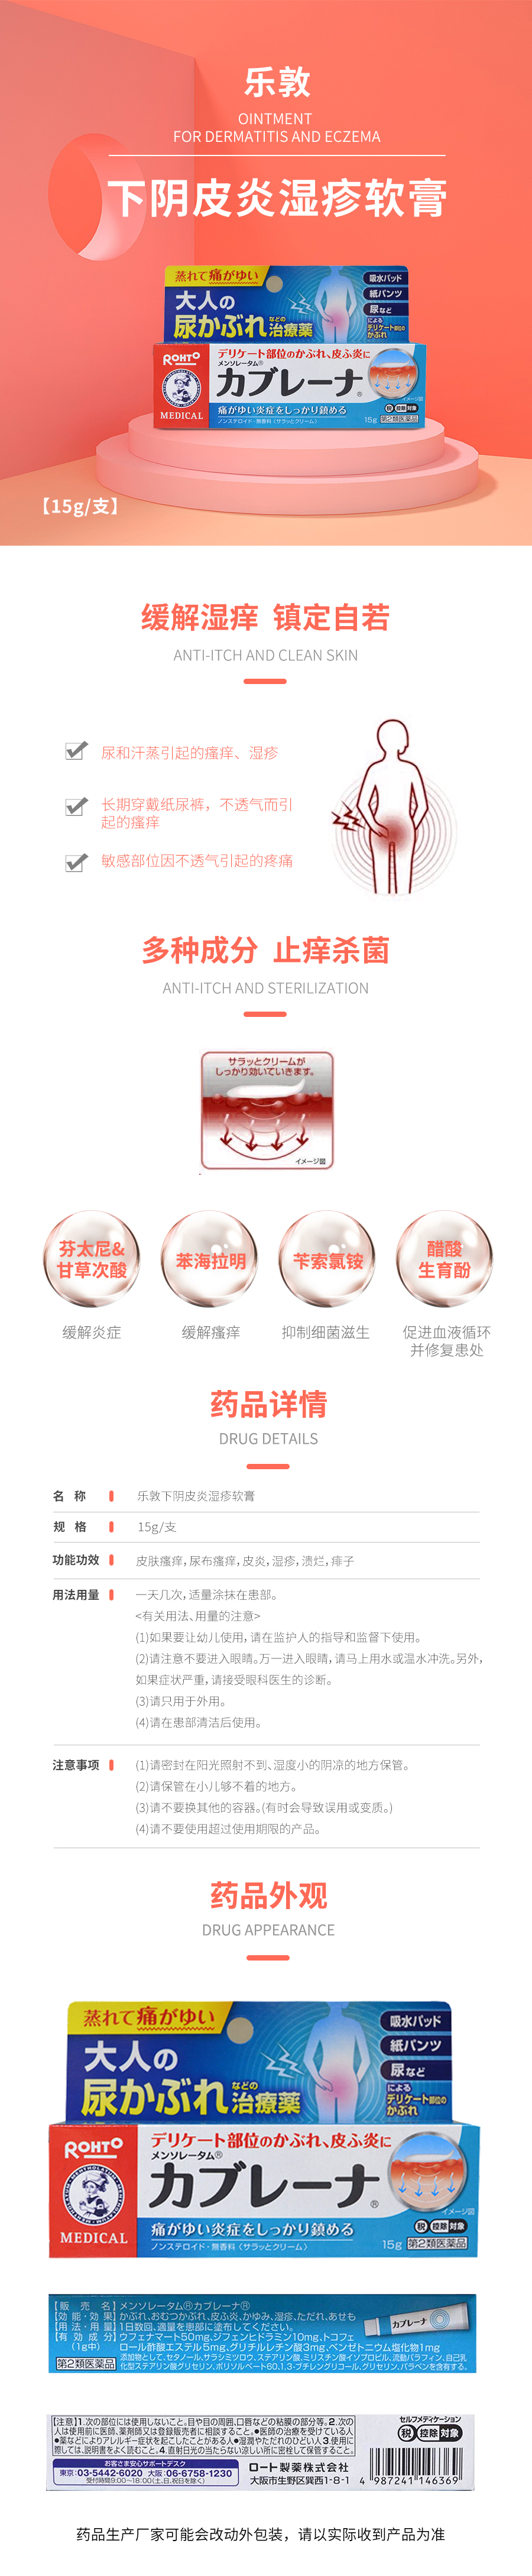 乐敦
OINTMENT
FOR DERMATITIS AND ECZEMA
下阴皮炎湿疹软膏
蒸れて痛がゆい
大人の
尿かぶれなどの治療薬
吸水パッド
紙パンツ
尿など
による
デリケート部位の
かぶれ
ROHTO
MEDICAL
デリケート部位のかぶれ、皮ふ炎に
メンソレータム®
カブレーナ®
イメージ図
痛がゆい炎症をしっかり鎮める
ノンステロイド・無香料〈サラッとクリーム〉
税 控除 対象
15g 第2類医薬品
【15g/支】
缓解湿痒 镇定自若
ANTI-ITCH AND CLEAN SKIN
尿和汗蒸引起的瘙痒、湿疹
长期穿戴纸尿裤，不透气而引
起的瘙痒
敏感部位因不透气引起的疼痛
多种成分 止痒杀菌
ANTI-ITCH AND STERILIZATION
サラッとクリームが
しっかり効いていきます。
イメージ図
芬太尼&
甘草次酸
苯海拉明
苄索氯铵
醋酸
生育酚
缓解炎症
缓解瘙痒
抑制细菌滋生
促进血液循环
并修复患处
药品详情
DRUG DETAILS
名 称 乐敦下阴皮炎湿疹软膏
规 格 15g/支
功能功效 皮肤瘙痒，尿布瘙痒，皮炎，湿疹，溃烂，痱子
用法用量 一天几次，适量涂抹在患部。
<有关用法、用量的注意>
(1)如果要让幼儿使用，请在监护人的指导和监督下使用。
(2)请注意不要进入眼睛。万一进入眼睛，请马上用水或温水冲洗。另外，
如果症状严重，请接受眼科医生的诊断。
(3)请只用于外用。
(4)请在患部清洁后使用。
注意事项 (1)请密封在阳光照射不到、湿度小的阴凉的地方保管。
(2)请保管在小儿够不着的地方。
(3)请不要换其他的容器。(有时会导致误用或变质。)
(4)请不要使用超过使用期限的产品。
药品外观
DRUG APPEARANCE
蒸れて痛がゆい
大人の
尿かぶれなどの治療薬
吸水パッド
紙パンツ
尿など
による
デリケート部位の
かぶれ
ROHTO
MEDICAL
デリケート部位のかぶれ、皮ふ炎に
メンソレータム®
カブレーナ®
イメージ図
痛がゆい炎症をしっかり鎮める
ノンステロイド・無香料〈サラッとクリーム〉
税 控除 対象
15g 第2類医薬品
【販 売 名】メンソレータム®カブレーナ®
【効能・効果】かぶれ、おむつかぶれ、皮ふ炎、かゆみ、湿疹、ただれ、あせも
【用法・用量】1日数回、適量を患部に塗布してください。
【有効成分】ウフェナマート50mg、ジフェンヒドラミン10mg、トコフェ
(1g中) ロール酢酸エステル5mg、グリチルレチン酸3mg、ベンゼトニウム塩化物1mg
添加物として、セタノール、サラシミツロウ、ステアリン酸、ミリスチン酸イソプロピル、流動パラフィン、自己乳
化型ステアリン酸グリセリン、ポリソルベート60、1,3-ブチレングリコール、グリセリン、パラベンを含有する。
第2類医薬品
カブレーナ
【注意】1.次の部位には使用しないこと。目や目の周囲、口唇などの粘膜の部分等。2.次の
人は使用前に医師、薬剤師又は登録販売者に相談すること。●医師の治療を受けている人
●薬などによりアレルギー症状を起こしたことがある人●湿潤やただれのひどい人3.使用に
際しては、説明書をよく読むこと。4.直射日光の当たらない涼しい所に密栓して保管すること。
お客さま安心サポートデスク
東京:03-5442-6020 大阪:06-6758-1230
受付時間9:00~18:00(土、日、祝日を除く)
ロート製薬株式会社
大阪市生野区巽西1-8-1
セルフメディケーション
税 控除 対象
4 987241 146369
药品生产厂家可能会改动外包装，请以实际收到产品为准